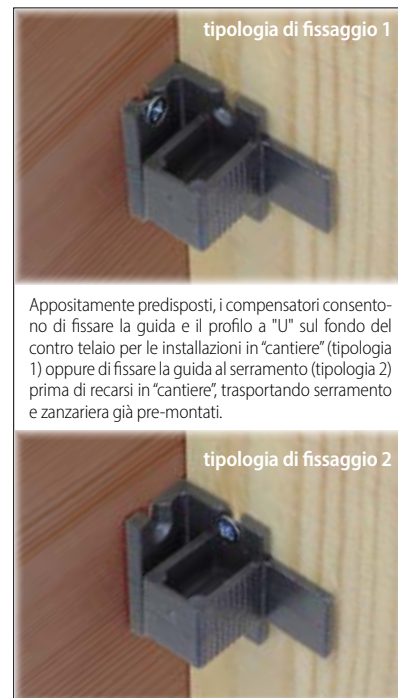 tipologia di fissaggio 1
Appositamente predisposti, i compensatori consento-
no di fissare la guida e il profilo a "U" sul fondo del
contro telaio per le installazioni in “cantiere” (tipologia
1) oppure di fissare la guida al serramento (tipologia 2)
prima di recarsi in “cantiere”, trasportando serramento
e zanzariera già pre-montati.
tipologia di fissaggio 2